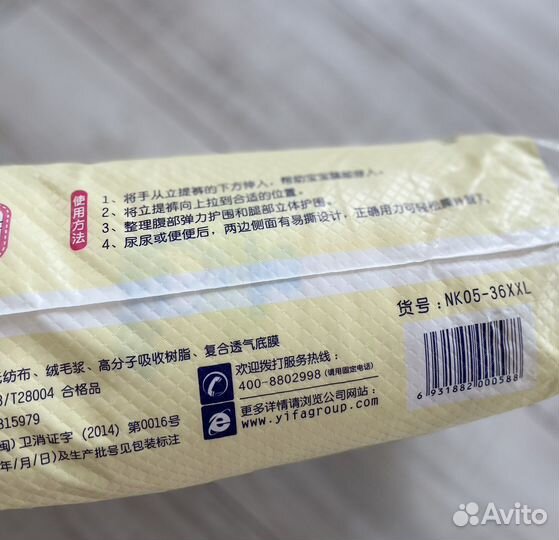 使用方法
1、将手从立提裤的下方伸入，帮助宝宝腿部伸入。
2、将立提裤向上拉到合适的位置。
3、整理腹部弹力护围和腿部立体护围。
4、尿尿或便便后，两边侧面有易撕设计，正确用力可轻松撕掉裤子。
货号：NK05-36XXL
纺布、绒毛浆、高分子吸收树脂、复合透气底膜
/T28004 合格品
315979
闽）卫消证字（2014）第0016号
年/月/日)及生产批号见包装标注
欢迎拨打服务热线：
400-8802998（请用固定电话）
更多详情请浏览公司网站：
www.yifagroup.com
6 931882 000588
Avito